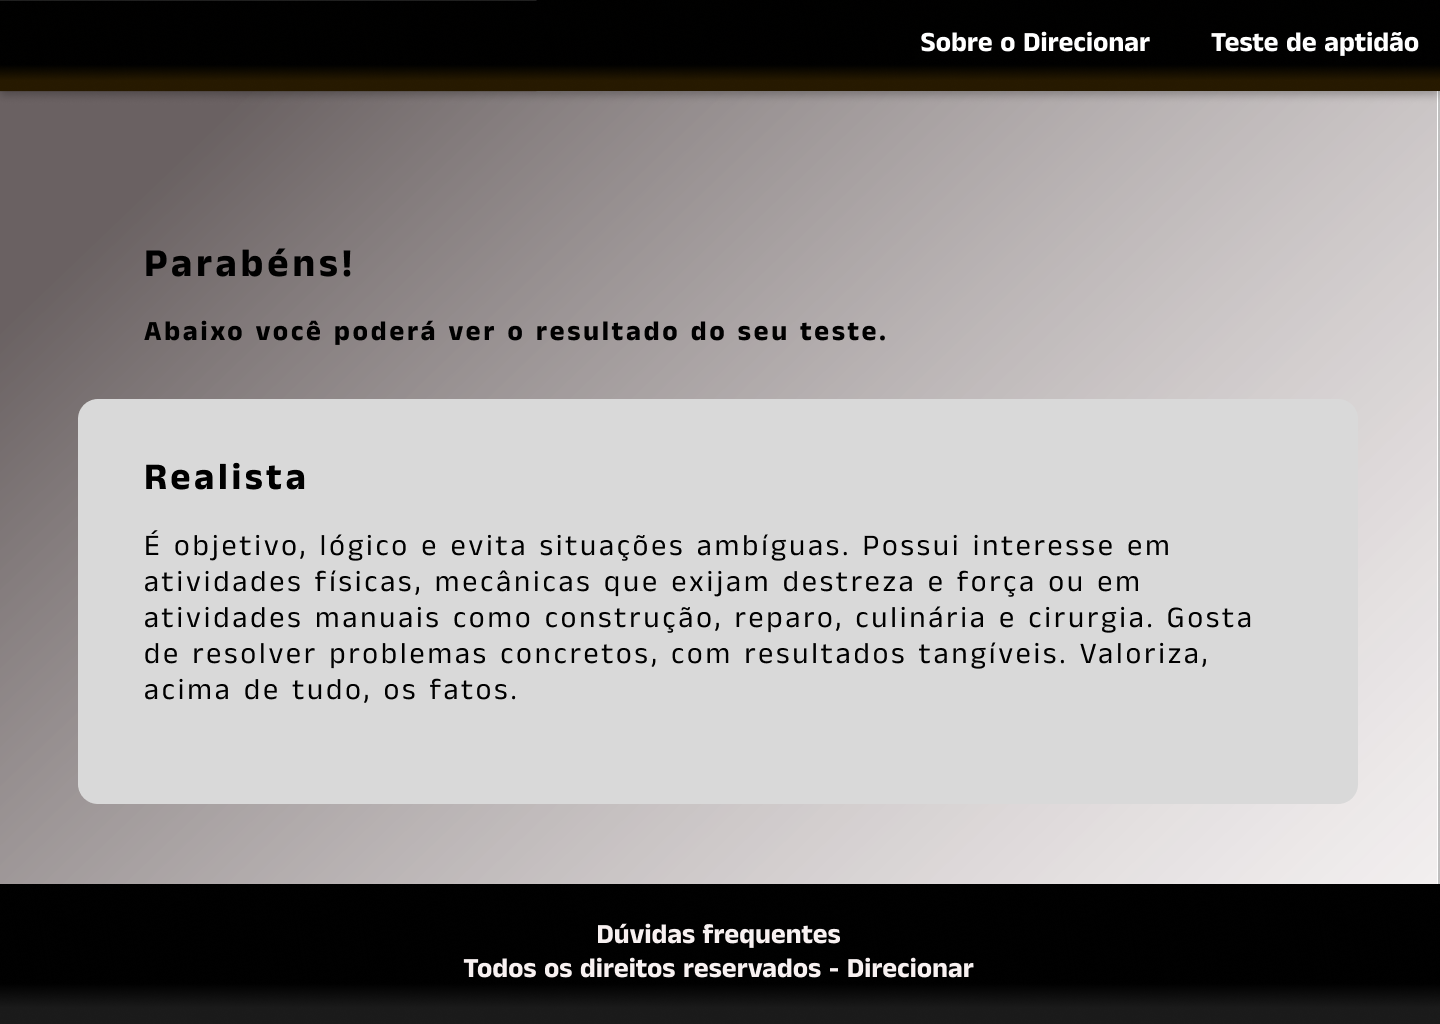 Sobre o Direcionar Teste de aptidão
Parabéns!
Abaixo você poderá ver o resultado do seu teste.
Realista
É objetivo, lógico e evita situações ambíguas. Possui interesse em
atividades físicas, mecânicas que exijam destreza e força ou em
atividades manuais como construção, reparo, culinária e cirurgia. Gosta
de resolver problemas concretos, com resultados tangíveis. Valoriza,
acima de tudo, os fatos.
Dúvidas frequentes
Todos os direitos reservados - Direcionar